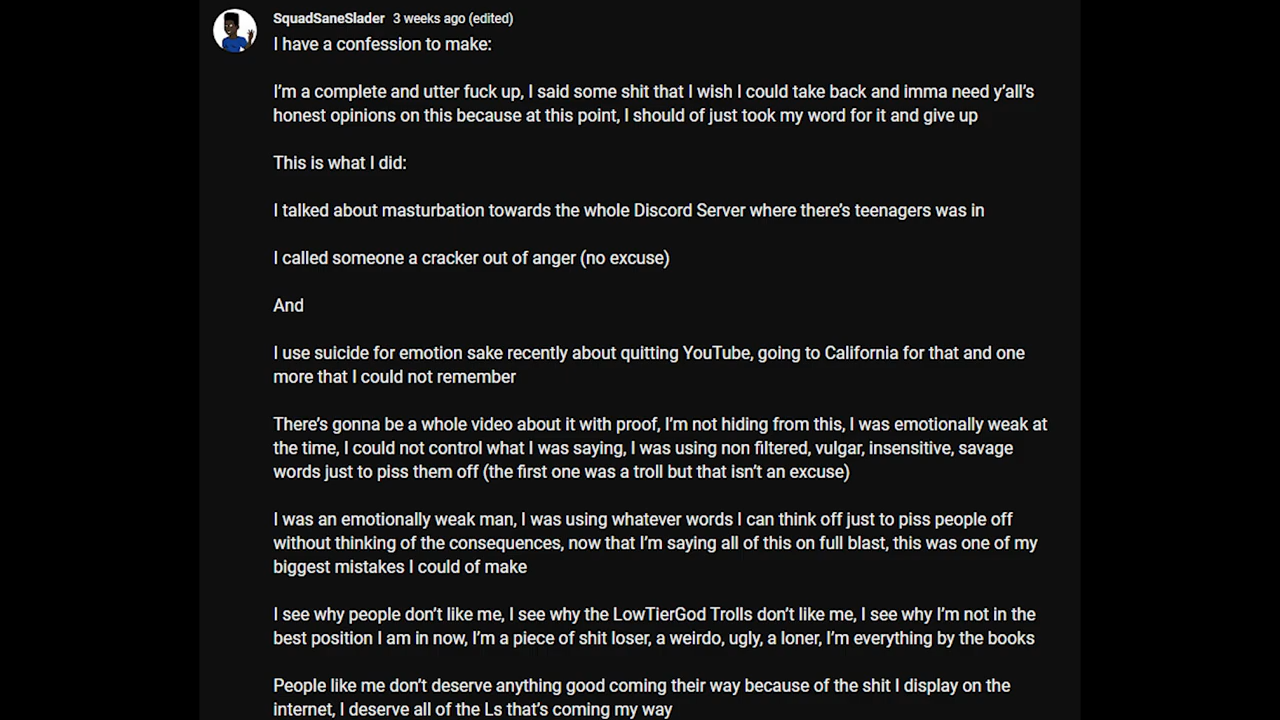 SquadSaneSlader 3 weeks ago (edited)
I have a confession to make:
I'm a complete and utter fuck up, I said some shit that I wish I could take back and imma need y'all's
honest opinions on this because at this point, I should of just took my word for it and give up
This is what I did:
I talked about masturbation towards the whole Discord Server where there's teenagers was in
I called someone a cracker out of anger (no excuse)
And
I use suicide for emotion sake recently about quitting YouTube, going to California for that and one
more that I could not remember
There's gonna be a whole video about it with proof, I'm not hiding from this, I was emotionally weak at
the time, I could not control what I was saying, I was using non filtered, vulgar, insensitive, savage
words just to piss them off (the first one was a troll but that isn't an excuse)
I was an emotionally weak man, I was using whatever words I can think off just to piss people off
without thinking of the consequences, now that I'm saying all of this on full blast, this was one of my
biggest mistakes I could of make
I see why people don't like me, I see why the LowTierGod Trolls don't like me, I see why I'm not in the
best position I am in now, I'm a piece of shit loser, a weirdo, ugly, a loner, I'm everything by the books
People like me don't deserve anything good coming their way because of the shit I display on the
internet, I deserve all of the Ls that's coming my way